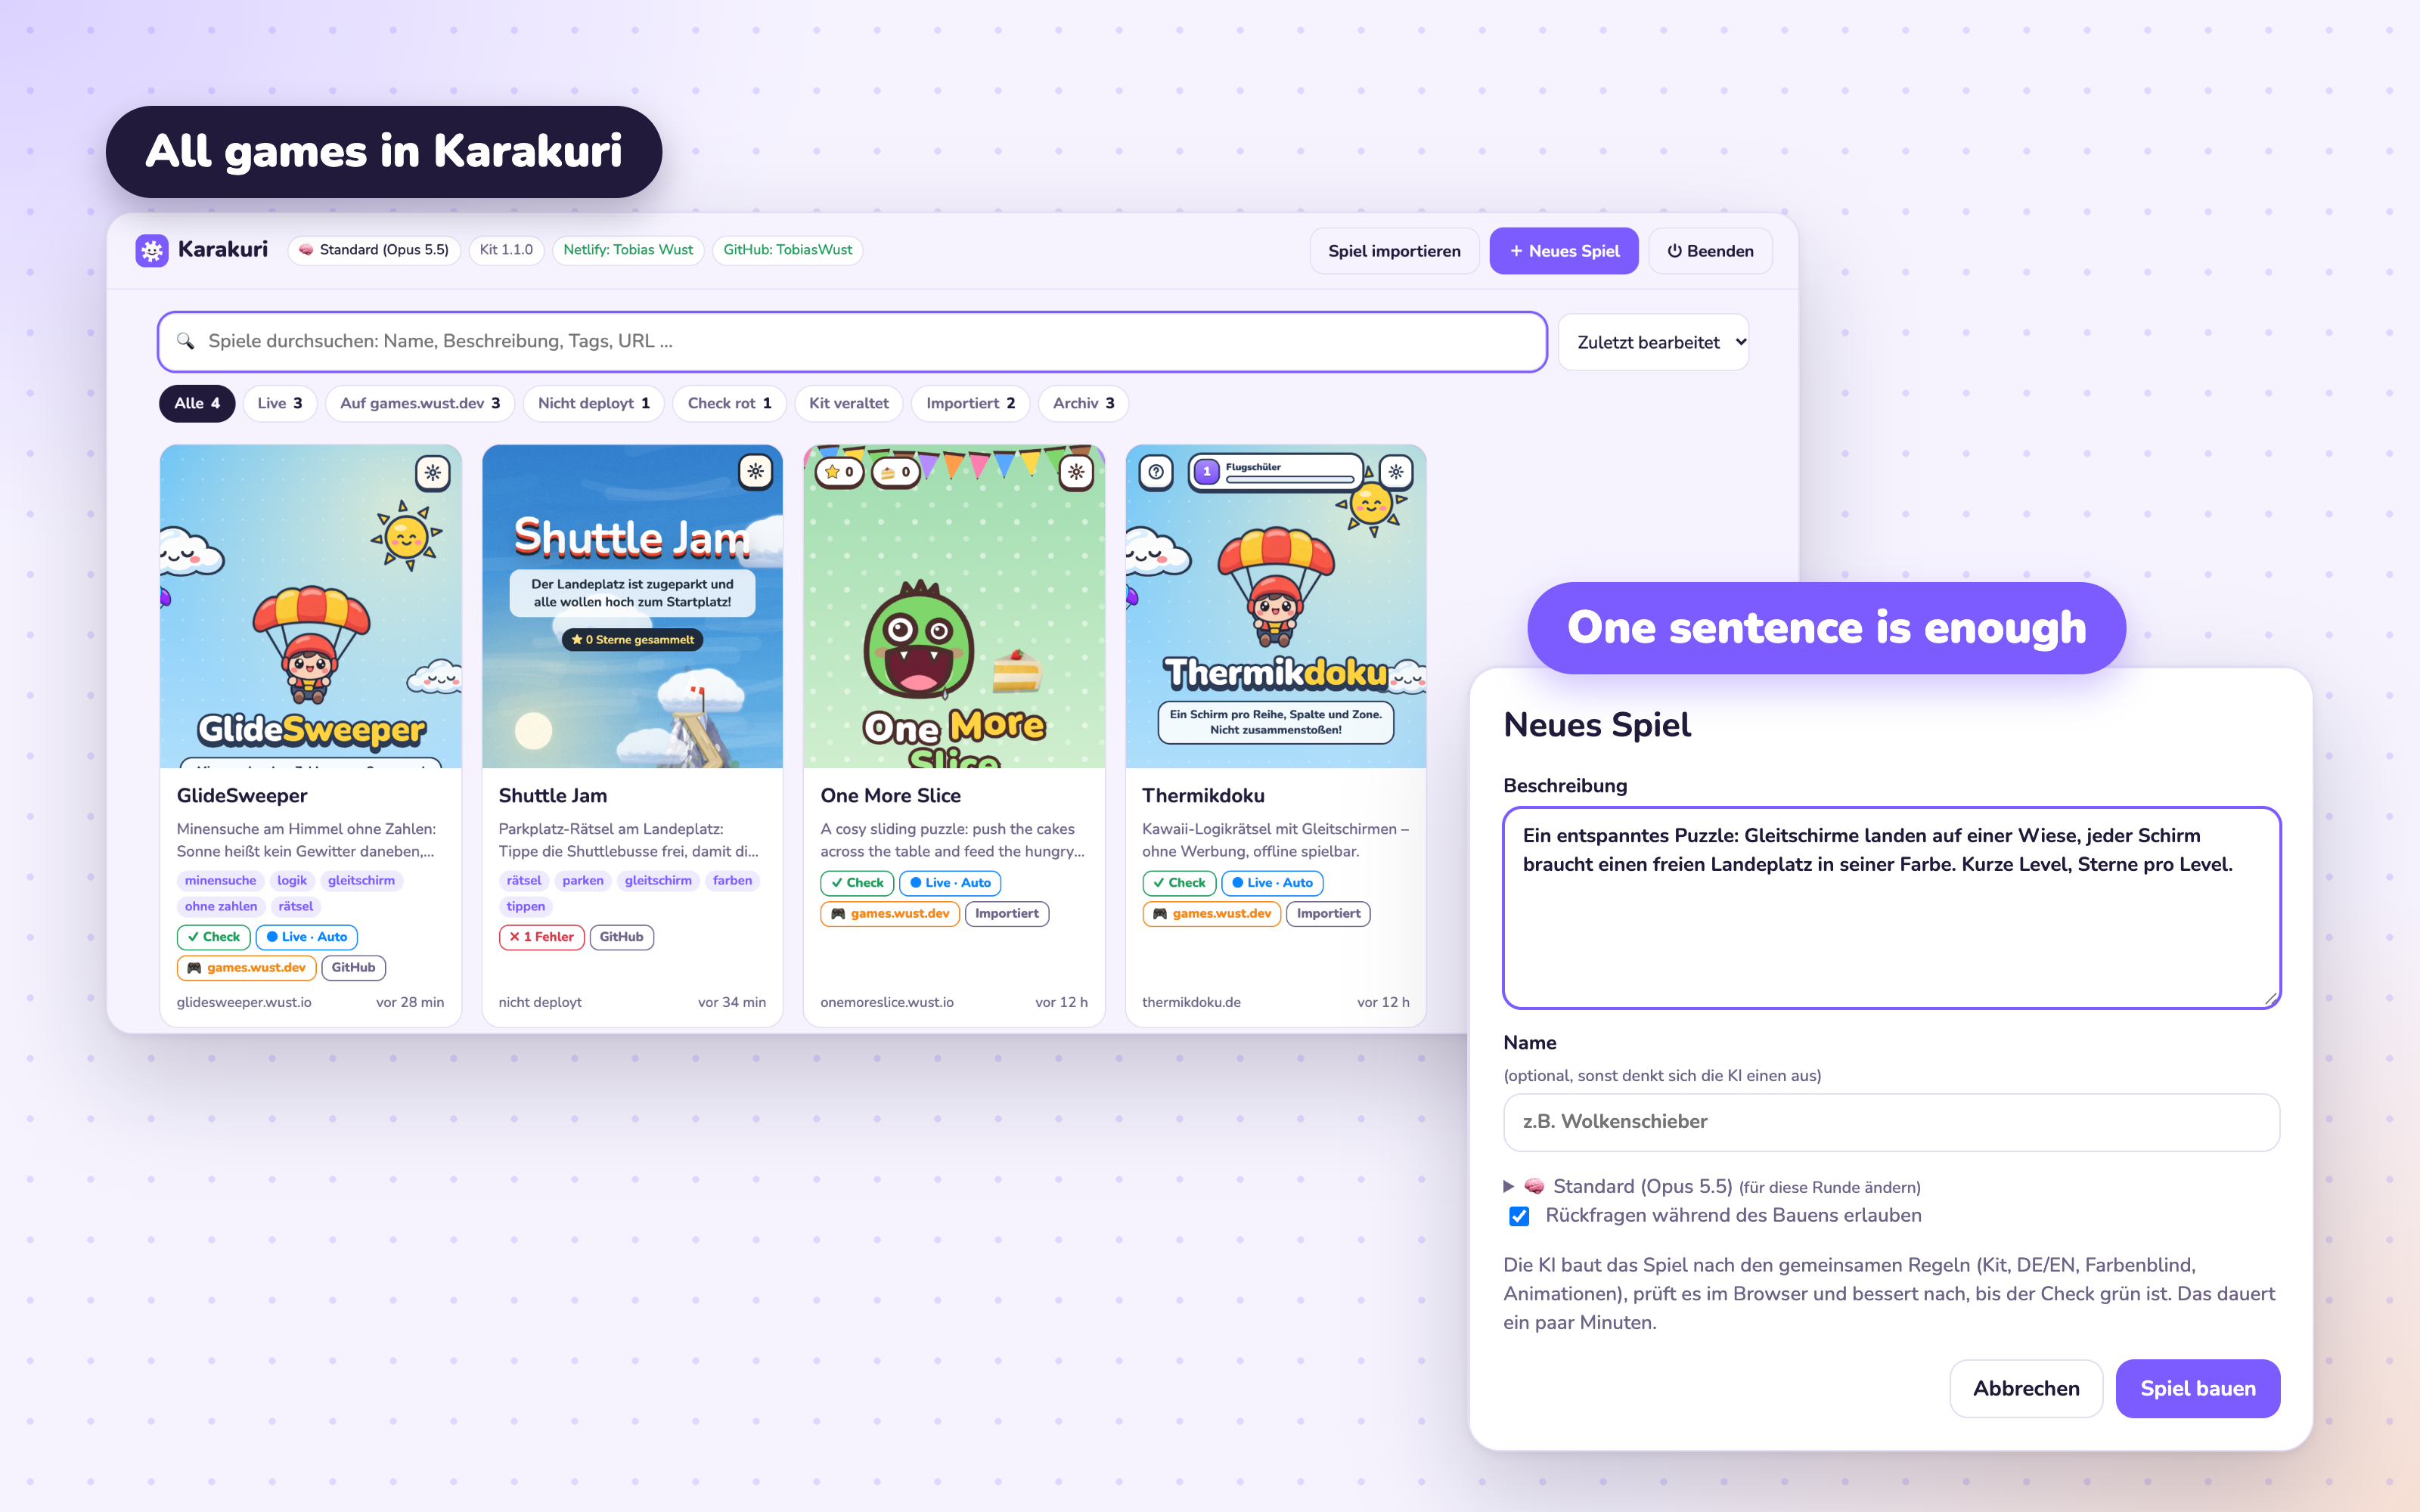 All games in Karakuri
Karakuri
Standard (Opus 5.5)
Kit 1.1.0
Netlify: Tobias Wust
GitHub: TobiasWust
Spiel importieren
+ Neues Spiel
Beenden
Spiele durchsuchen: Name, Beschreibung, Tags, URL ...
Zuletzt bearbeitet
Alle 4
Live 3
Auf games.wust.dev 3
Nicht deployt 1
Check rot 1
Kit veraltet
Importiert 2
Archiv 3
GlideSweeper
GlideSweeper
Minensuche am Himmel ohne Zahlen:
Sonne heißt kein Gewitter daneben,...
minensuche logik gleitschirm
ohne zahlen rätsel
✓ Check Live · Auto
games.wust.dev GitHub
glidesweeper.wust.io vor 28 min
Shuttle Jam
Der Landeplatz ist zugeparkt und
alle wollen hoch zum Startplatz!
0 Sterne gesammelt
Shuttle Jam
Parkplatz-Rätsel am Landeplatz:
Tippe die Shuttlebusse frei, damit di...
rätsel parken gleitschirm farben
tippen
✕ 1 Fehler GitHub
nicht deployt vor 34 min
0 0
One More
Slice
One More Slice
A cosy sliding puzzle: push the cakes
across the table and feed the hungry...
✓ Check Live · Auto
games.wust.dev Importiert
onemoreslice.wust.io vor 12 h
?
1 Flugschüler
Thermikdoku
Ein Schirm pro Reihe, Spalte und Zone.
Nicht zusammenstoßen!
Thermikdoku
Kawaii-Logikrätsel mit Gleitschirmen –
ohne Werbung, offline spielbar.
✓ Check Live · Auto
games.wust.dev Importiert
thermikdoku.de vor 12 h
One sentence is enough
Neues Spiel
Beschreibung
Ein entspanntes Puzzle: Gleitschirme landen auf einer Wiese, jeder Schirm
braucht einen freien Landeplatz in seiner Farbe. Kurze Level, Sterne pro Level.
Name
(optional, sonst denkt sich die KI einen aus)
z.B. Wolkenschieber
Standard (Opus 5.5) (für diese Runde ändern)
Rückfragen während des Bauens erlauben
Die KI baut das Spiel nach den gemeinsamen Regeln (Kit, DE/EN, Farbenblind,
Animationen), prüft es im Browser und bessert nach, bis der Check grün ist. Das dauert
ein paar Minuten.
Abbrechen
Spiel bauen